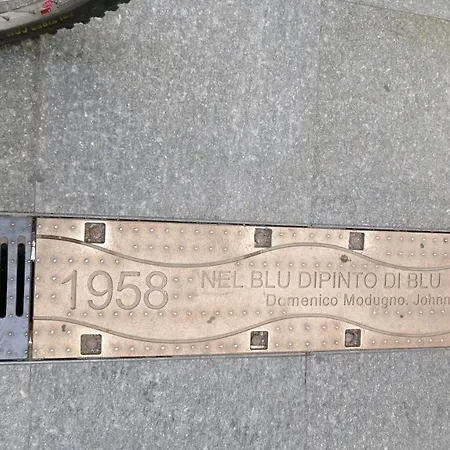 1958
NEL BLU DIPINTO DI BLU
Domenico Modugno. Johnn